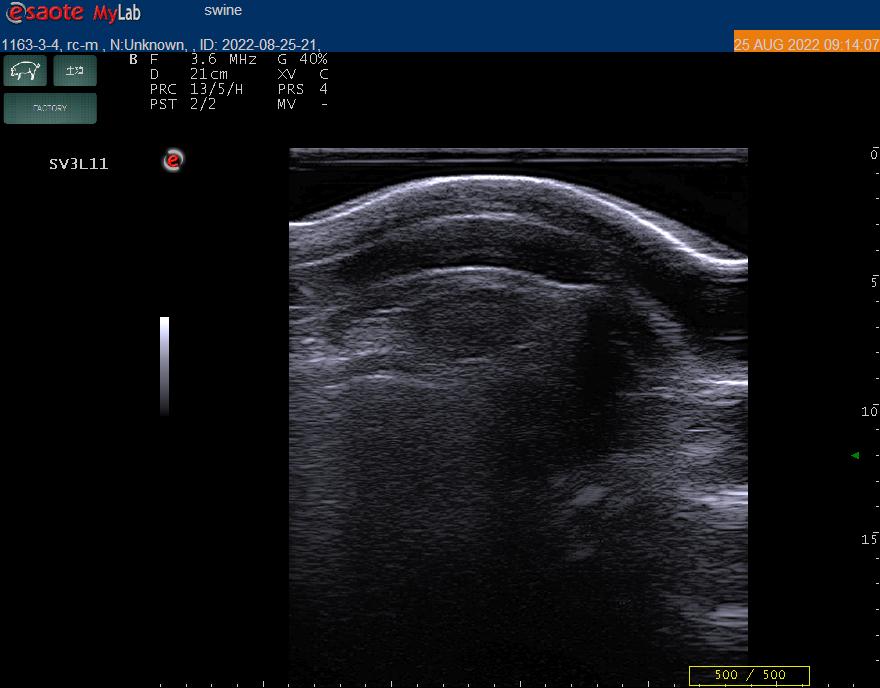 esaote MyLab
swine
1163-3-4, rc-m , N:Unknown, , ID: 2022-08-25-21,
25 AUG 2022 09:14:07
B F 3.6 MHz G 40%
D 21cm XV C
PRC 13/5/H PRS 4
PST 2/2 MV -
土豬
FACTORY
SV3L11
e
0
5
10
15
500 / 500